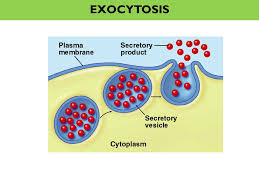 EXOCYTOSIS
Plasma
membrane
Secretory
product
Secretory
vesicle
Cytoplasm